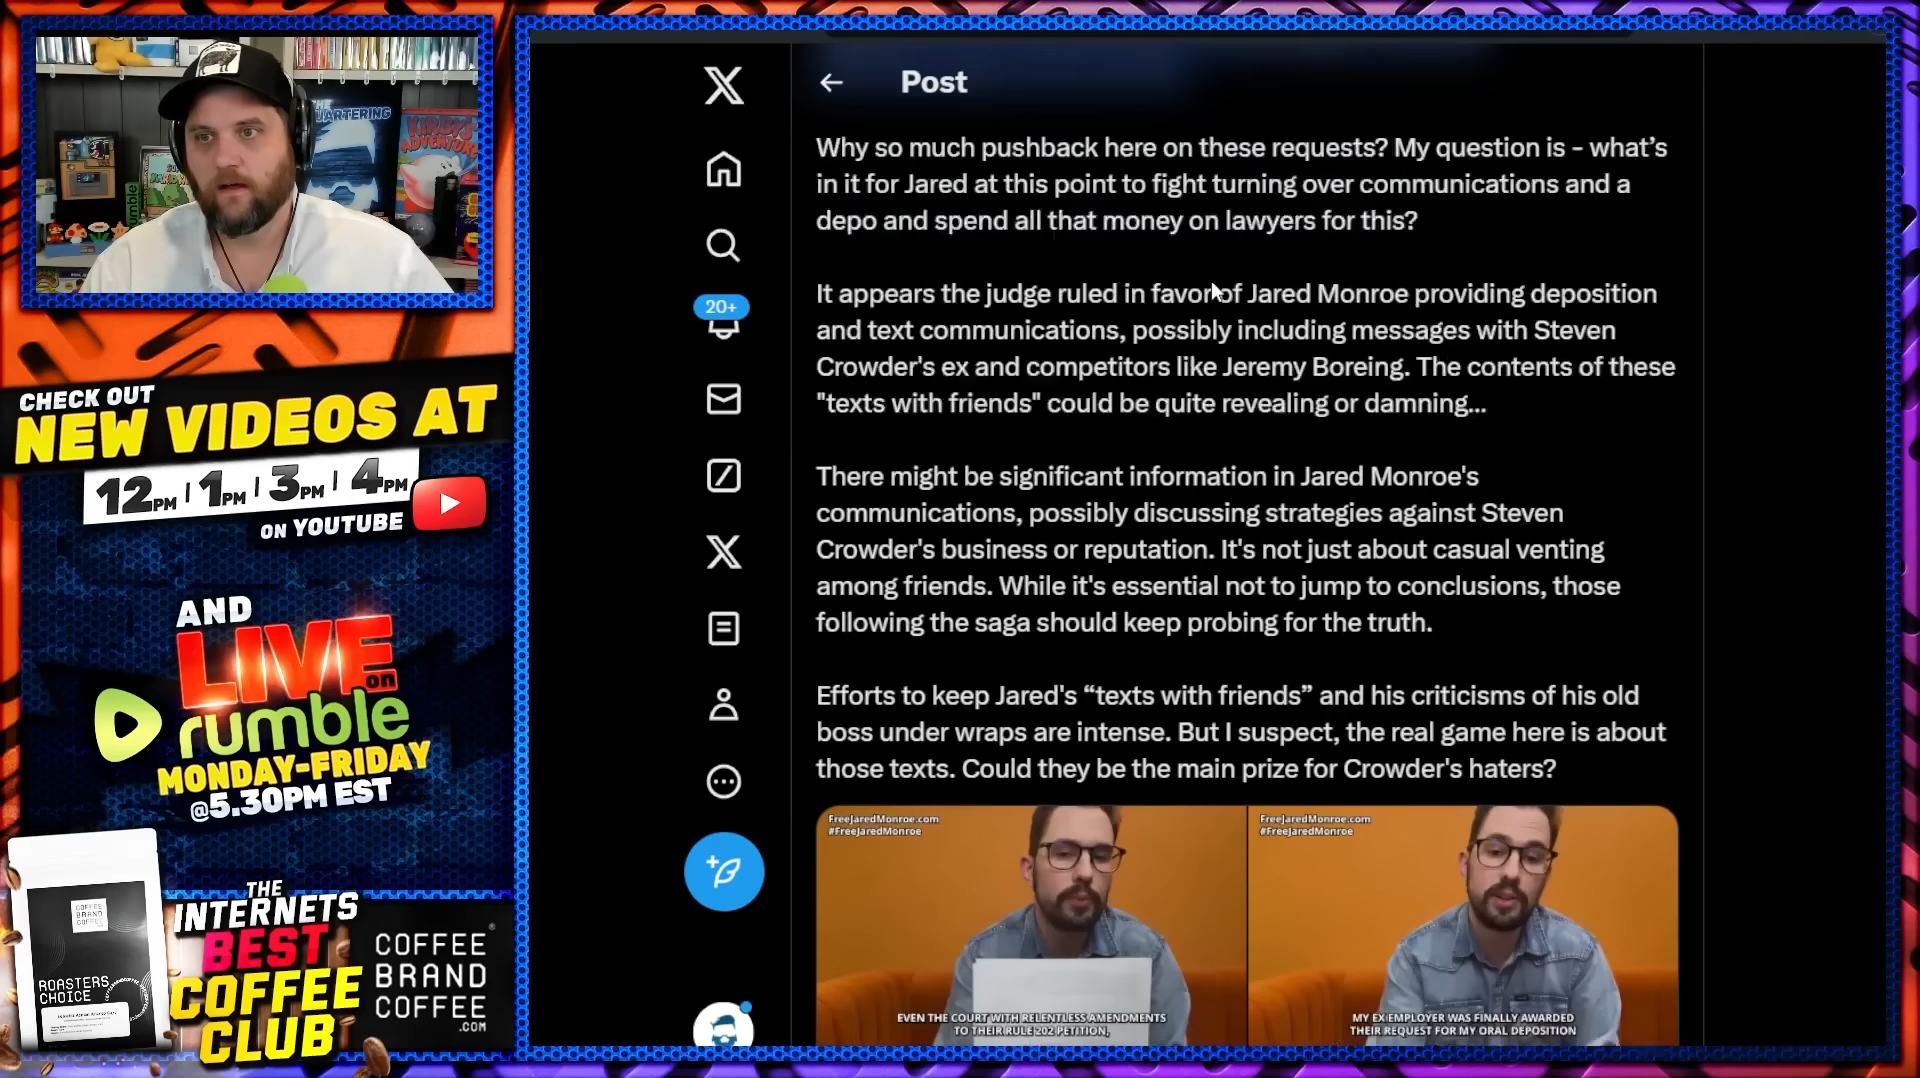 THE
QUARTERING
KIRBY'S
ADVENTURE
rumble
CHECK OUT
NEW VIDEOS AT
12PM | 1PM | 3PM | 4PM
ON YOUTUBE
AND
LIVE
on
rumble
MONDAY-FRIDAY
@5.30PM EST
THE
INTERNETS
BEST
COFFEE
CLUB
COFFEE
BRAND
COFFEE
ROASTERS
CHOICE
COFFEE®
BRAND
COFFEE
.COM
20+
Post
Why so much pushback here on these requests? My question is - what's
in it for Jared at this point to fight turning over communications and a
depo and spend all that money on lawyers for this?
It appears the judge ruled in favor of Jared Monroe providing deposition
and text communications, possibly including messages with Steven
Crowder's ex and competitors like Jeremy Boreing. The contents of these
"texts with friends" could be quite revealing or damning...
There might be significant information in Jared Monroe's
communications, possibly discussing strategies against Steven
Crowder's business or reputation. It's not just about casual venting
among friends. While it's essential not to jump to conclusions, those
following the saga should keep probing for the truth.
Efforts to keep Jared's “texts with friends” and his criticisms of his old
boss under wraps are intense. But I suspect, the real game here is about
those texts. Could they be the main prize for Crowder's haters?
FreeJaredMonroe.com
#FreeJaredMonroe
EVEN THE COURT WITH RELENTLESS AMENDMENTS
TO THEIR RULE 202 PETITION,
FreeJaredMonroe.com
#FreeJaredMonroe
MY EX EMPLOYER WAS FINALLY AWARDED
THEIR REQUEST FOR MY ORAL DEPOSITION